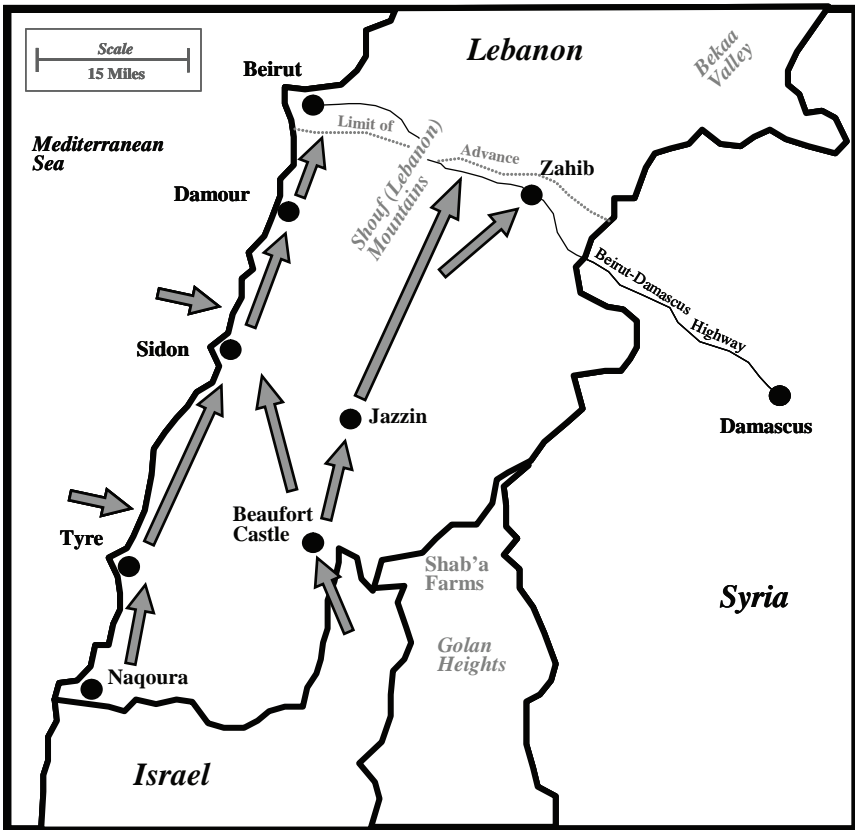 Scale
15 Miles
Lebanon
Bekaa
Valley
Beirut
Mediterranean
Sea
Limit of
Advance
Zahib
Shouf (Lebanon)
Mountains
Damour
Beirut-Damascus
Highway
Sidon
Jazzin
Damascus
Beaufort
Castle
Tyre
Shab'a
Farms
Syria
Golan
Heights
Naqoura
Israel